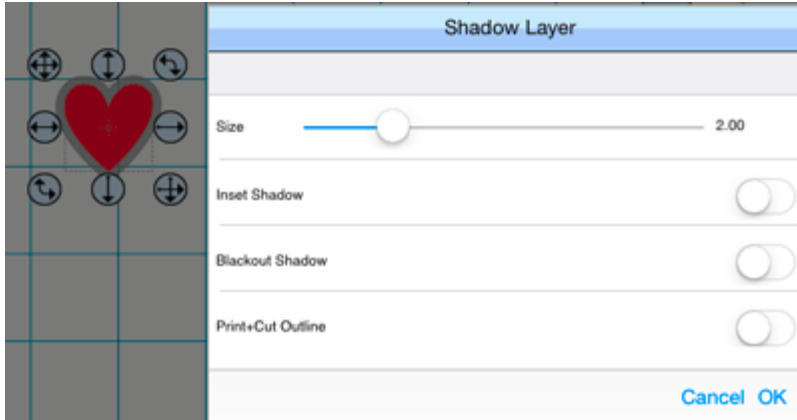 Shadow Layer
Size 2.00
Inset Shadow
Blackout Shadow
Print+Cut Outline
Cancel OK